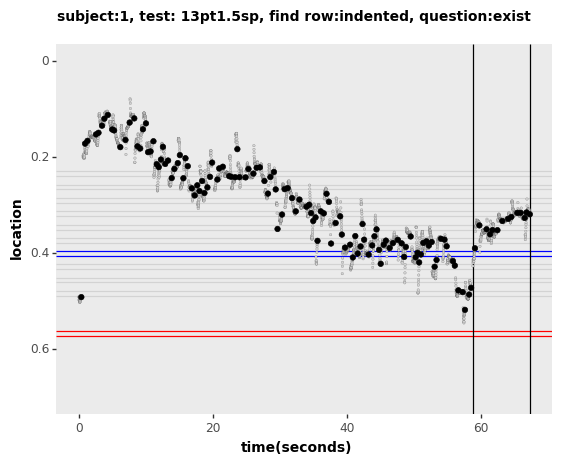 subject:1, test: 13pt1.5sp, find row:indented, question:exist
0
0.2
0.4
0.6
location
0
20
40
60
time(seconds)